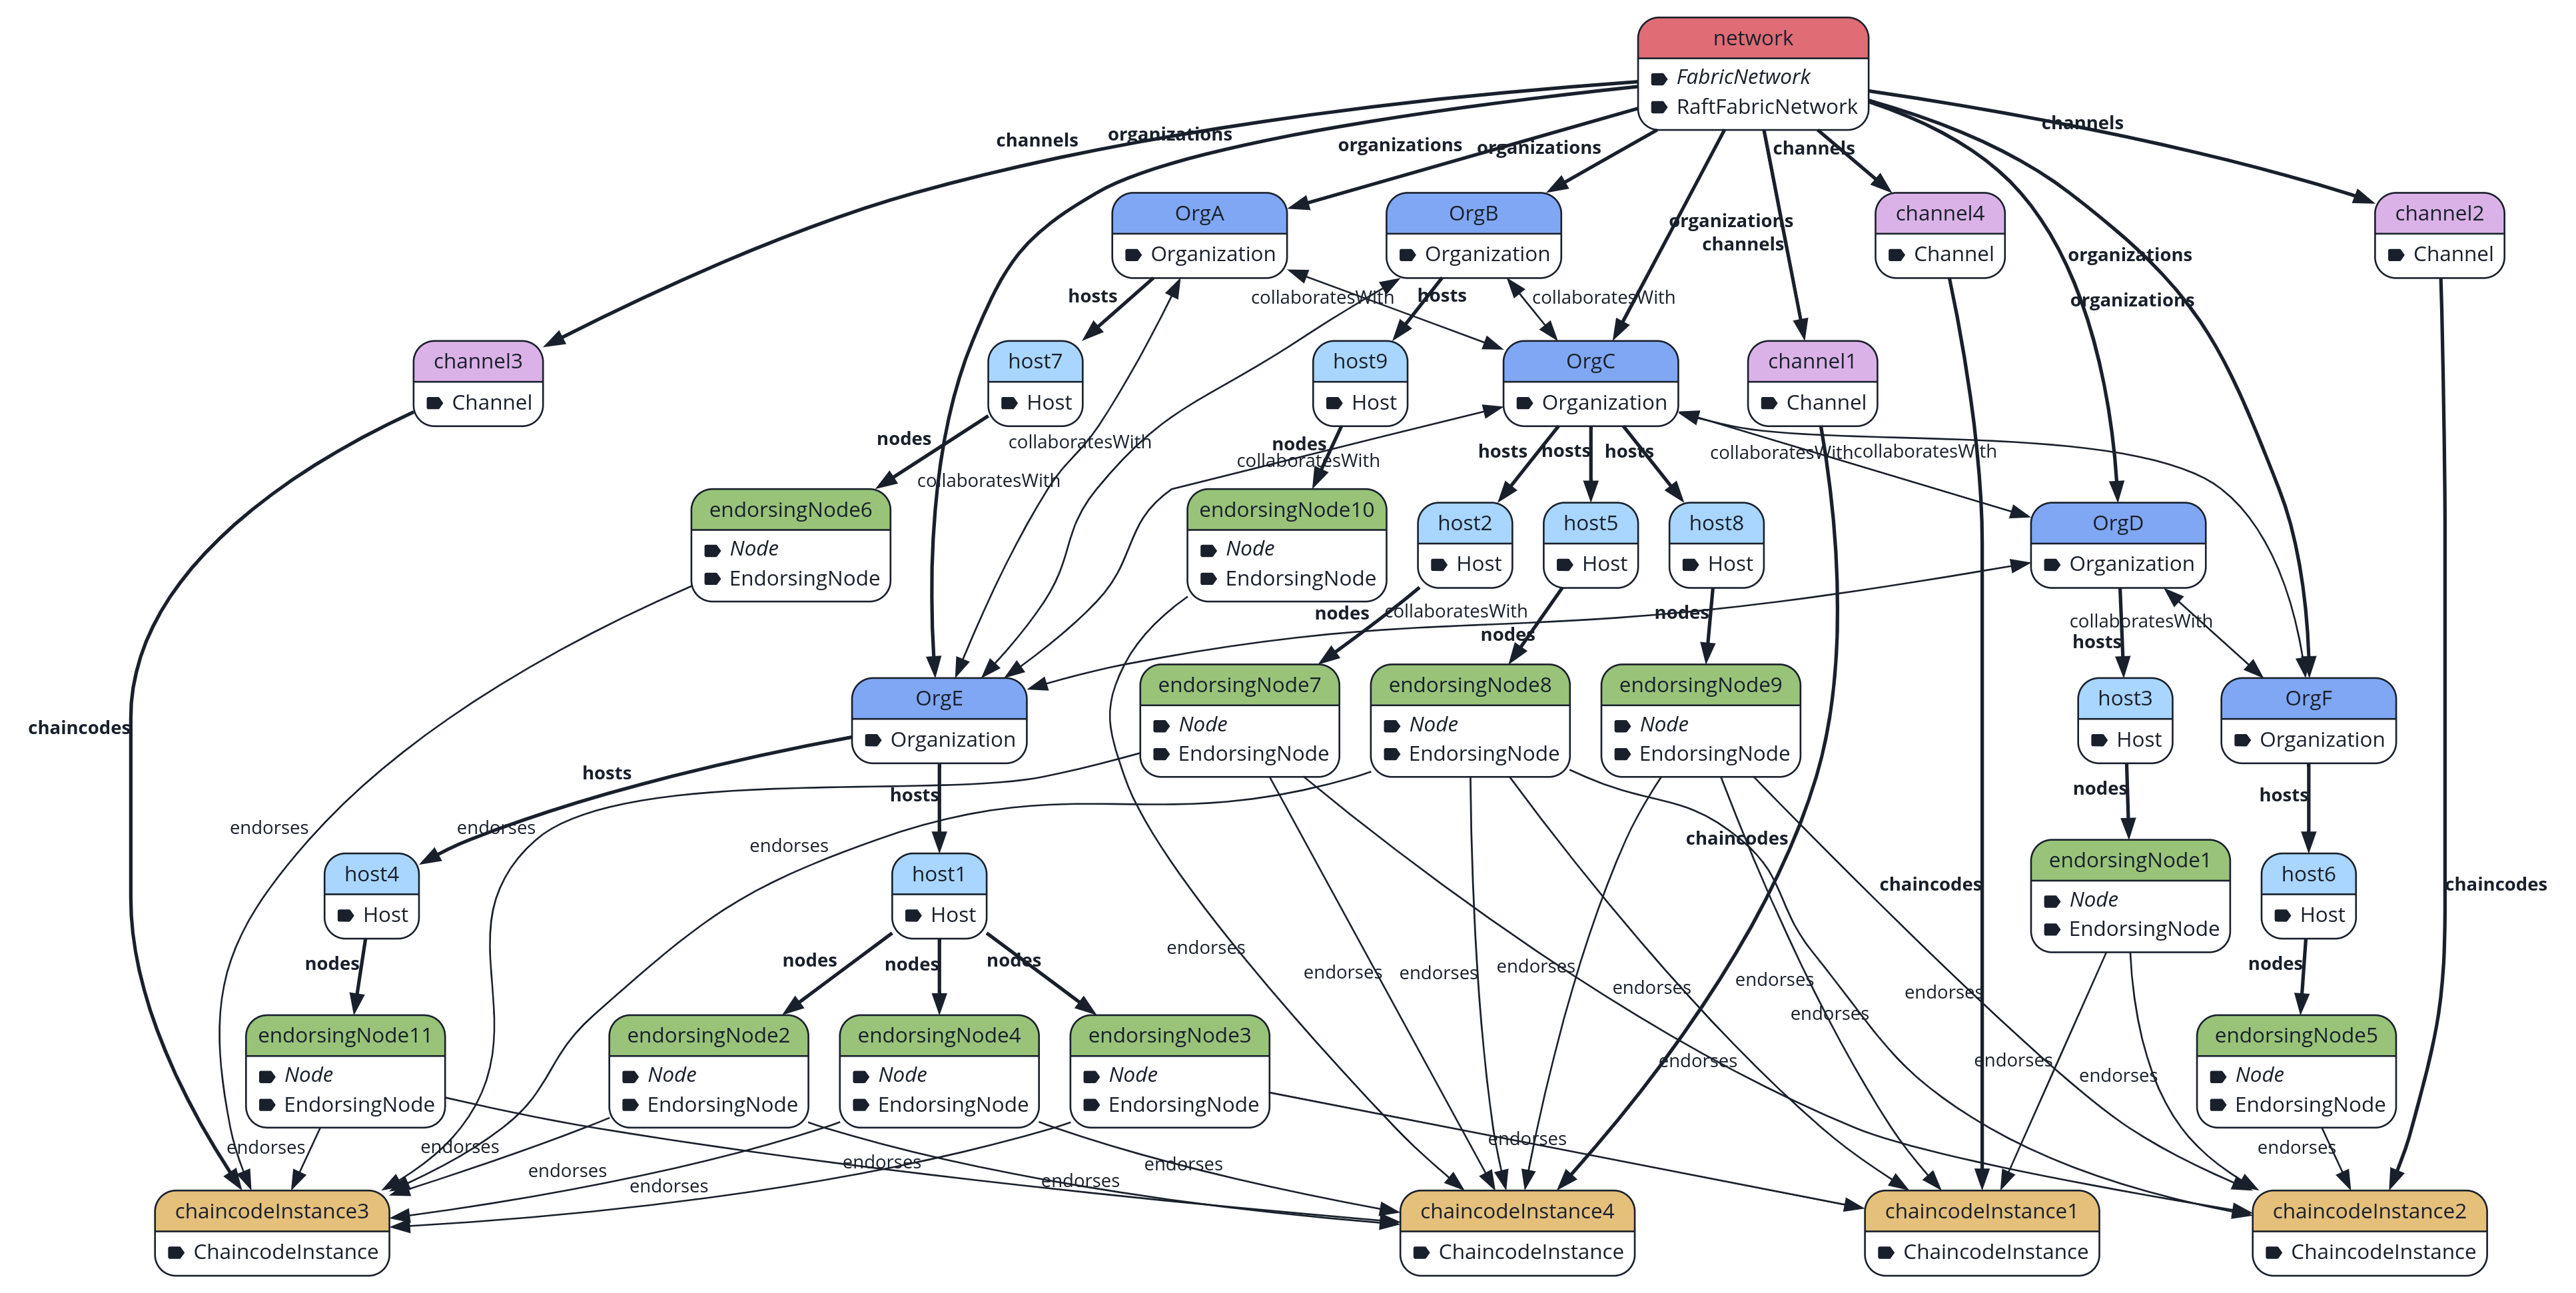 network
FabricNetwork
RaftFabricNetwork
channels
organizations
organizations
organizations
channels
channels
OrgA
Organization
OrgB
Organization
channel4
Channel
channel2
Channel
organizations
channels
organizations
organizations
hosts
collaboratesWith
hosts
collaboratesWith
channel3
Channel
host7
Host
host9
Host
OrgC
Organization
channel1
Channel
nodes
collaboratesWith
nodes
collaboratesWith
hosts
hosts
hosts
collaboratesWith
collaboratesWith
collaboratesWith
endorsingNode6
Node
EndorsingNode
endorsingNode10
Node
EndorsingNode
host2
Host
host5
Host
host8
Host
OrgD
Organization
nodes
collaboratesWith
nodes
nodes
collaboratesWith
hosts
OrgE
Organization
endorsingNode7
Node
EndorsingNode
endorsingNode8
Node
EndorsingNode
endorsingNode9
Node
EndorsingNode
host3
Host
OrgF
Organization
chaincodes
hosts
hosts
nodes
hosts
endorses
endorses
endorses
chaincodes
host4
Host
host1
Host
chaincodes
endorsingNode1
Node
EndorsingNode
host6
Host
chaincodes
nodes
nodes
nodes
nodes
endorses
endorses
endorses
endorses
endorses
endorses
endorses
endorses
nodes
endorsingNode11
Node
EndorsingNode
endorsingNode2
Node
EndorsingNode
endorsingNode4
Node
EndorsingNode
endorsingNode3
Node
EndorsingNode
endorses
endorses
endorses
endorsingNode5
Node
EndorsingNode
endorses
endorses
endorses
endorses
endorses
endorses
endorses
endorses
endorses
chaincodeInstance3
ChaincodeInstance
chaincodeInstance4
ChaincodeInstance
chaincodeInstance1
ChaincodeInstance
chaincodeInstance2
ChaincodeInstance